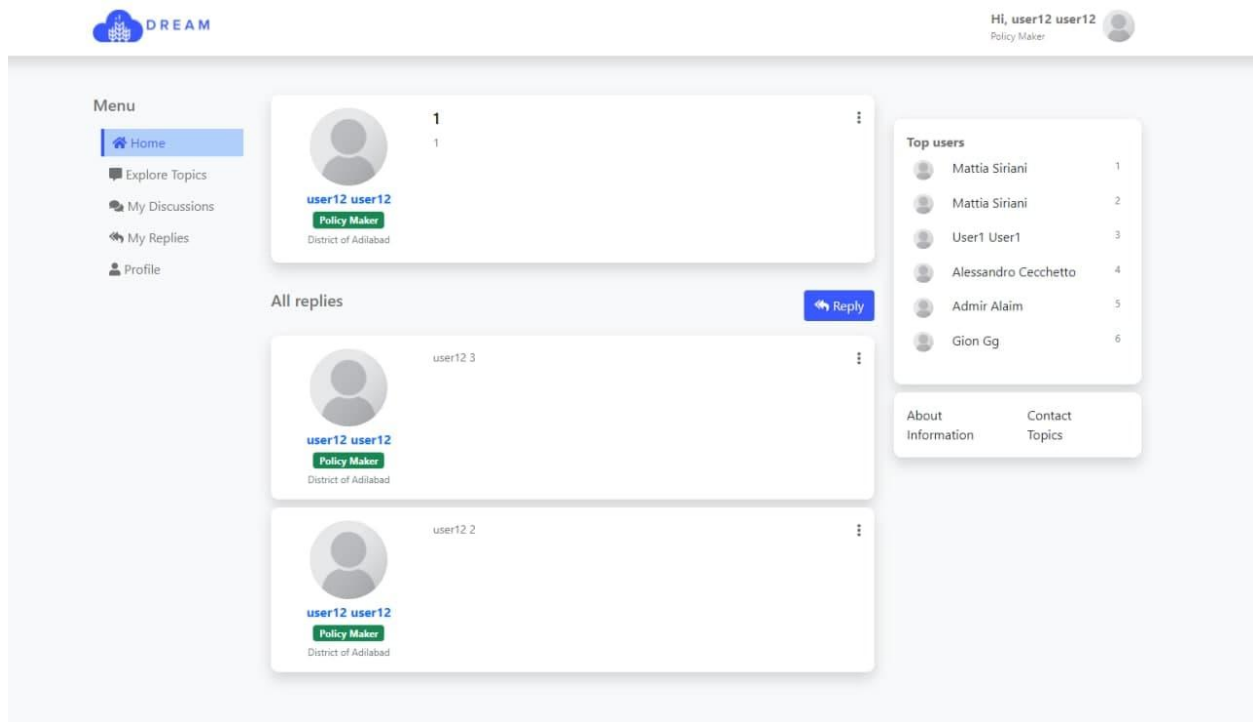 DREAM
Hi, user12 user12
Policy Maker
Menu
Home
Explore Topics
My Discussions
My Replies
Profile
1
1
user12 user12
Policy Maker
District of Adilabad
All replies
Reply
user12 3
user12 user12
Policy Maker
District of Adilabad
user12 2
user12 user12
Policy Maker
District of Adilabad
Top users
Mattia Siriani 1
Mattia Siriani 2
User1 User1 3
Alessandro Cecchetto 4
Admir Alaim 5
Gion Gg 6
About Contact
Information Topics